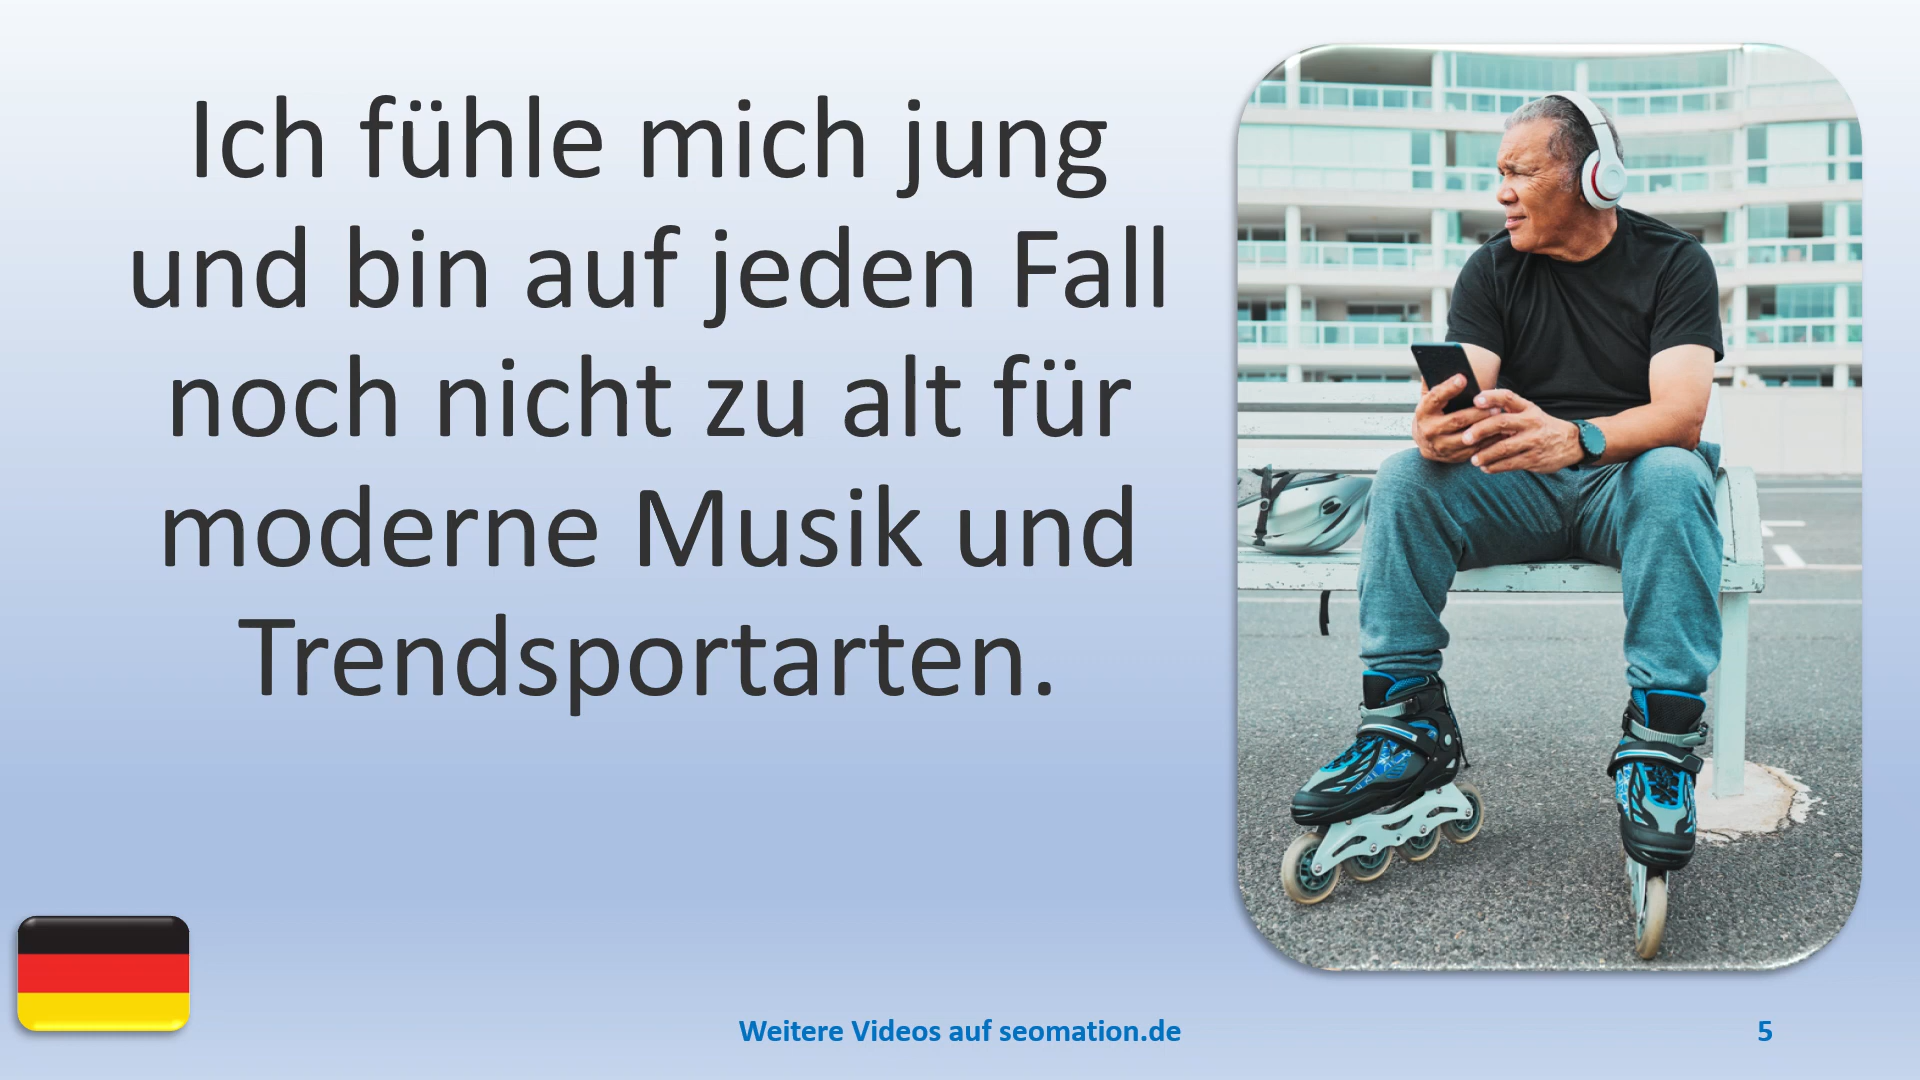 Ich fühle mich jung
und bin auf jeden Fall
noch nicht zu alt für
moderne Musik und
Trendsportarten.
Weitere Videos auf seomation.de
5